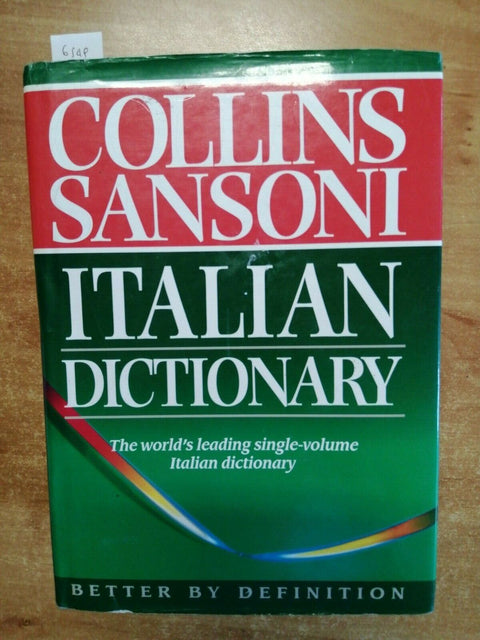 COLLINS
SANSONI
ITALIAN
DICTIONARY
The world's leading single-volume
Italian dictionary
BETTER BY DEFINITION